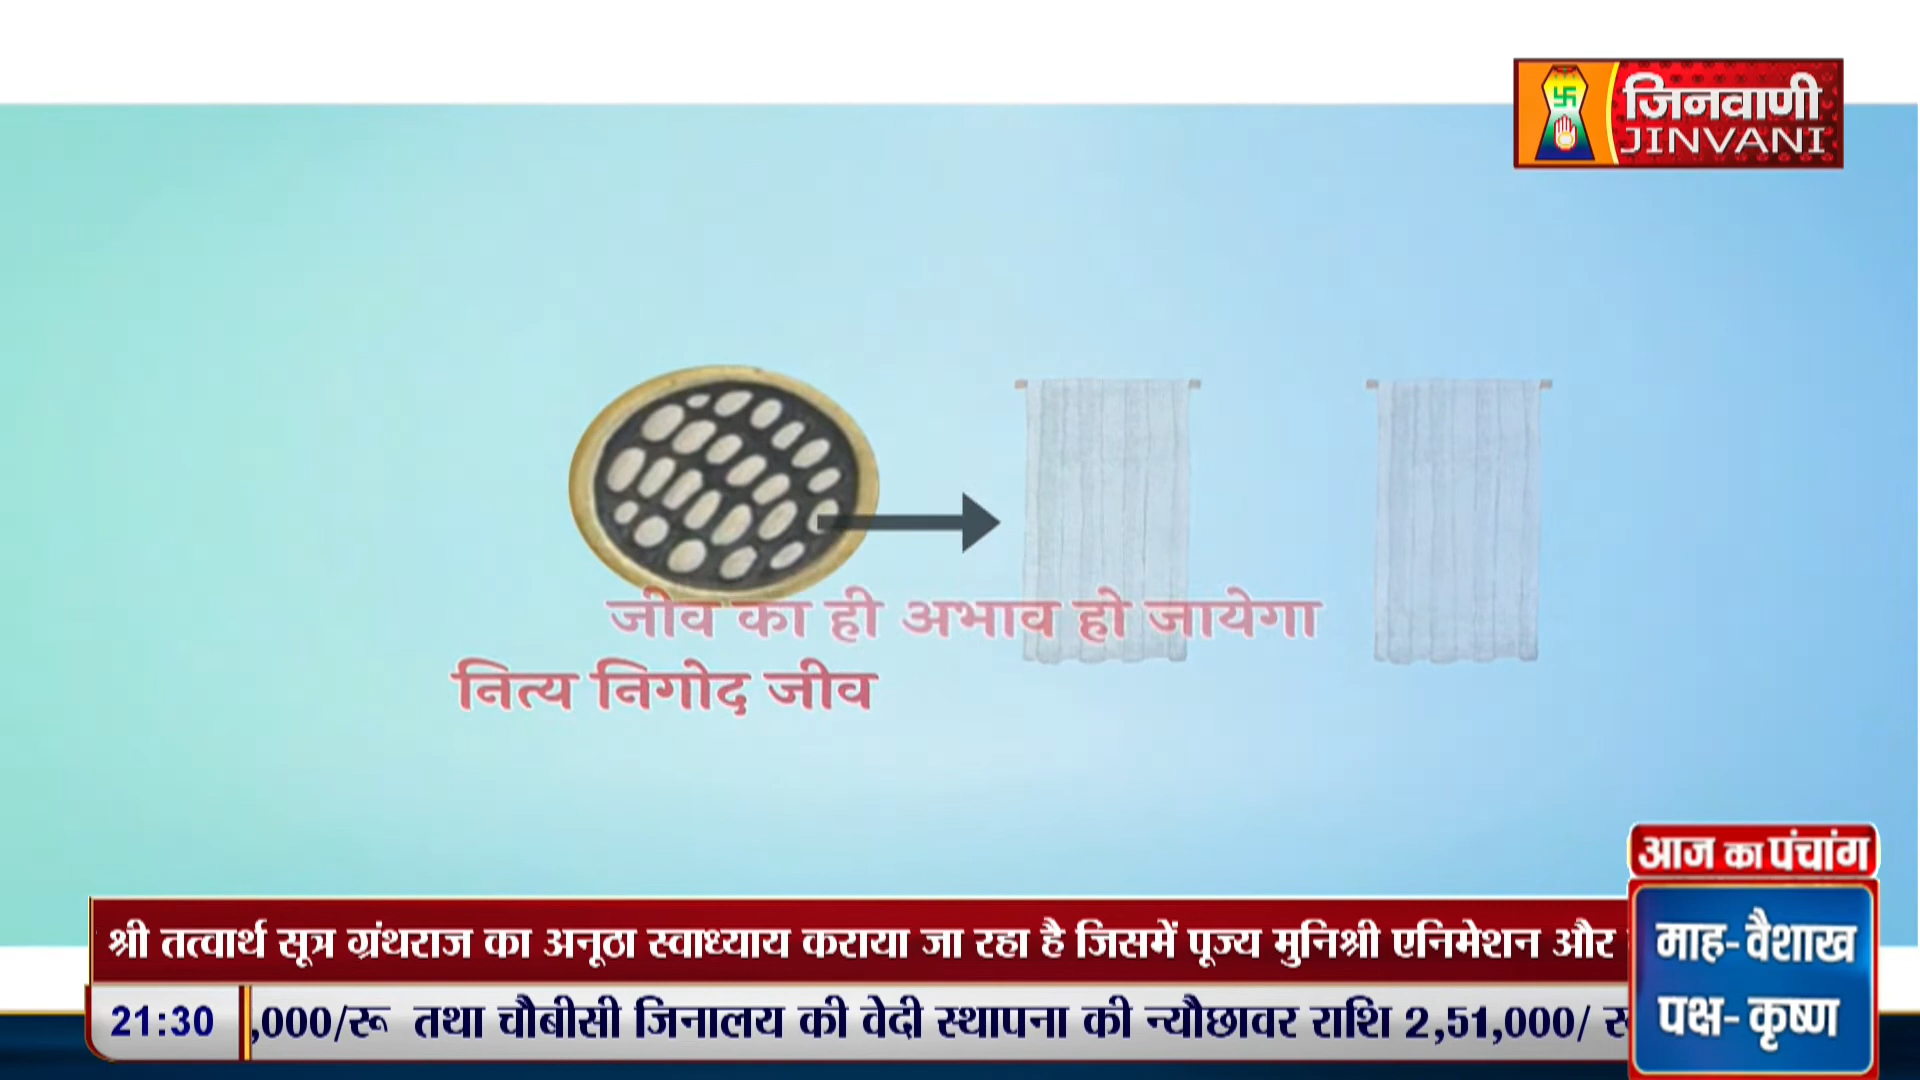 जिनवाणी
JINVANI
जीव का ही अभाव हो जायेगा
नित्य निगोद जीव
आज का पंचांग
माह- वैशाख
पक्ष- कृष्ण
श्री तत्वार्थ सूत्र ग्रंथराज का अनूठा स्वाध्याय कराया जा रहा है जिसमें पूज्य मुनिश्री एनिमेशन और
21:30
,000/रू तथा चौबीसी जिनालय की वेदी स्थापना की न्यौछावर राशि 2,51,000/